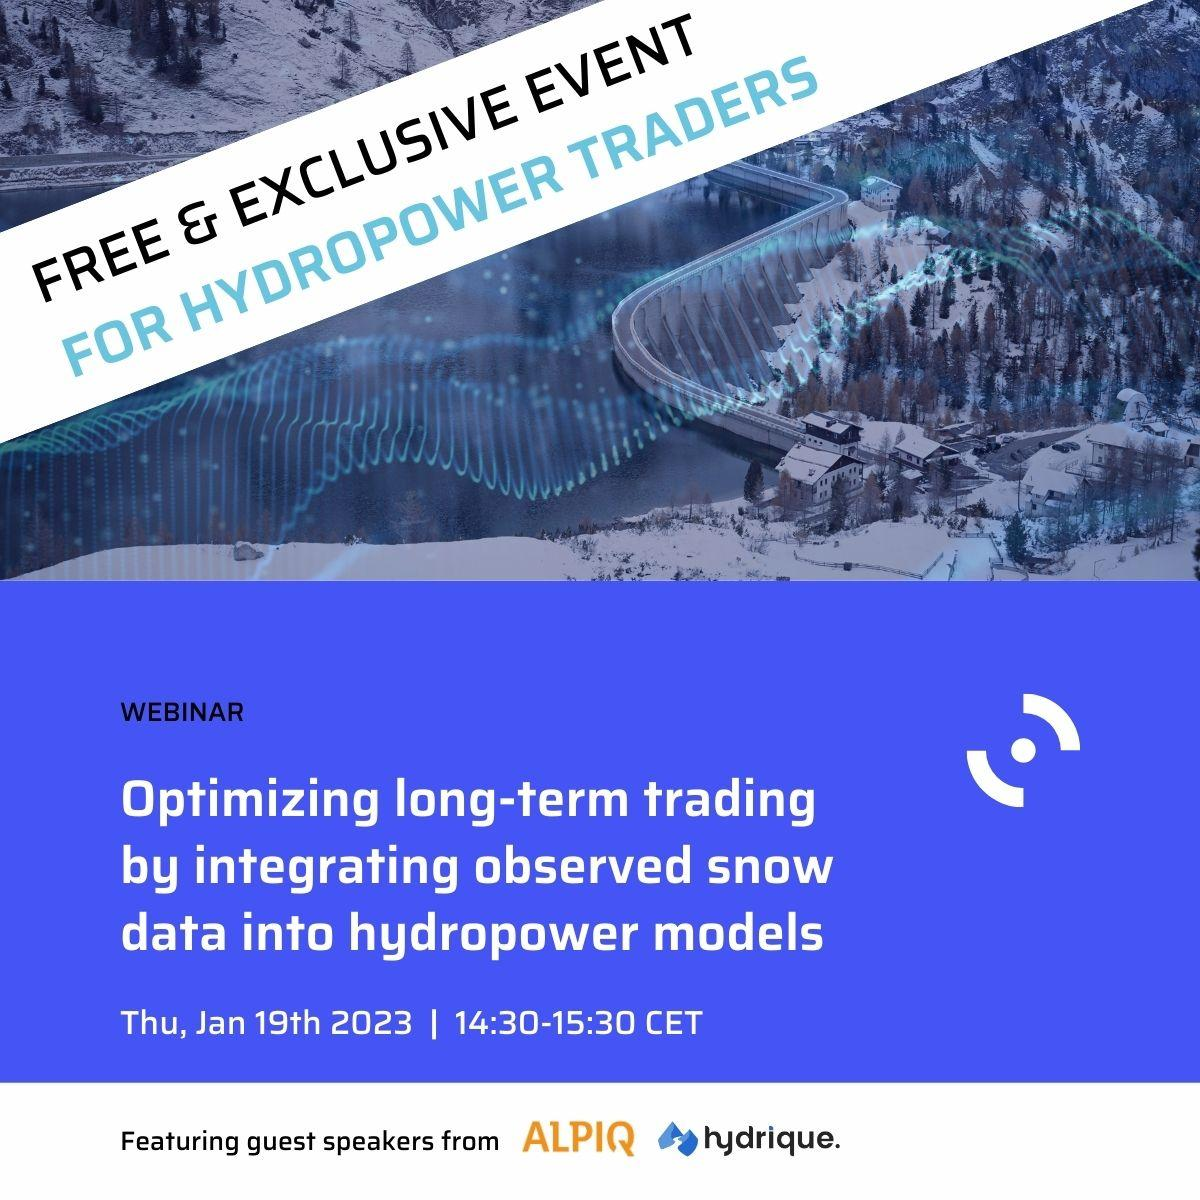 FREE & EXCLUSIVE EVENT
FOR HYDROPOWER TRADERS
WEBINAR
Optimizing long-term trading
by integrating observed snow
data into hydropower models
Thu, Jan 19th 2023 | 14:30-15:30 CET
Featuring guest speakers from ALPIQ hydrique.